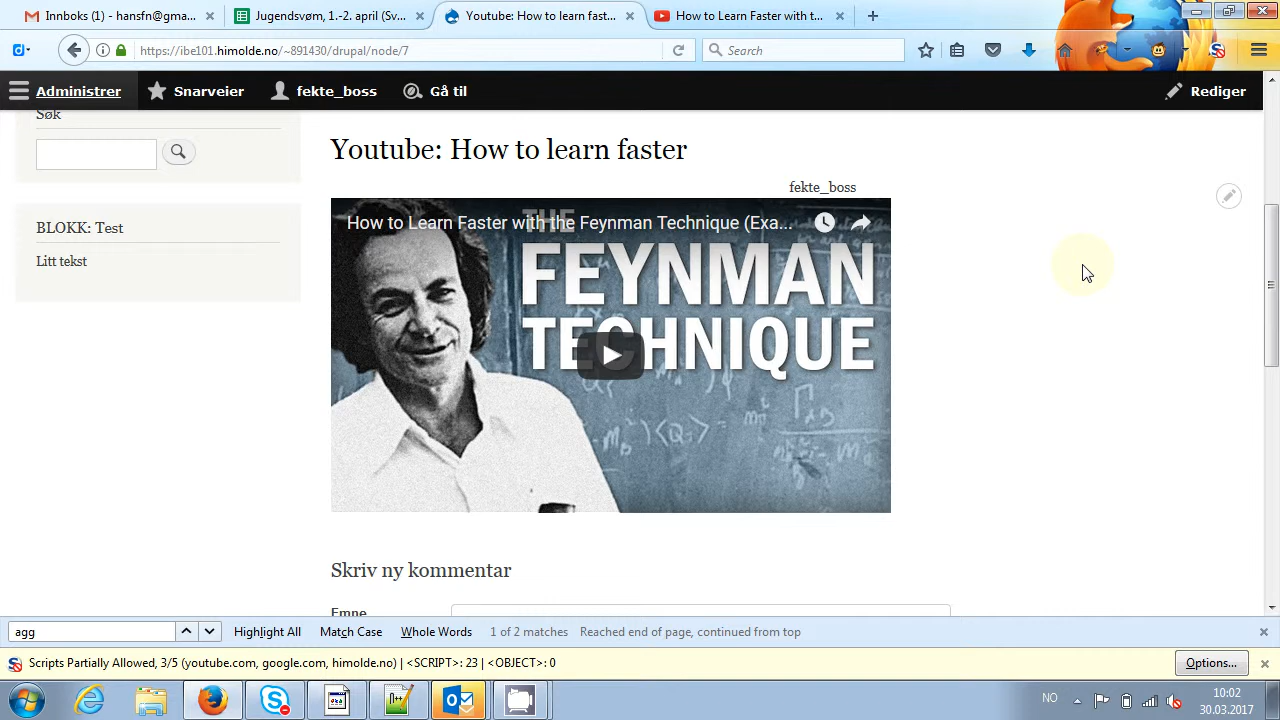 Innboks (1) - hansfn@gma...
Jugendsvøm, 1.-2. april (Sv...
Youtube: How to learn fast...
How to Learn Faster with t...
https://ibe101.himolde.no/~891430/drupal/node/7
Search
Administrer
Snarveier
fekte_boss
Gå til
Rediger
Søk
Youtube: How to learn faster
fekte_boss
BLOKK: Test
Litt tekst
How to Learn Faster with the Feynman Technique (Exa...
THE
FEYNMAN
TECHNIQUE
Skriv ny kommentar
Emne
agg
Highlight All
Match Case
Whole Words
1 of 2 matches
Reached end of page, continued from top
Scripts Partially Allowed, 3/5 (youtube.com, google.com, himolde.no) | <SCRIPT>: 23 | <OBJECT>: 0
Options...
NO
10:02
30.03.2017